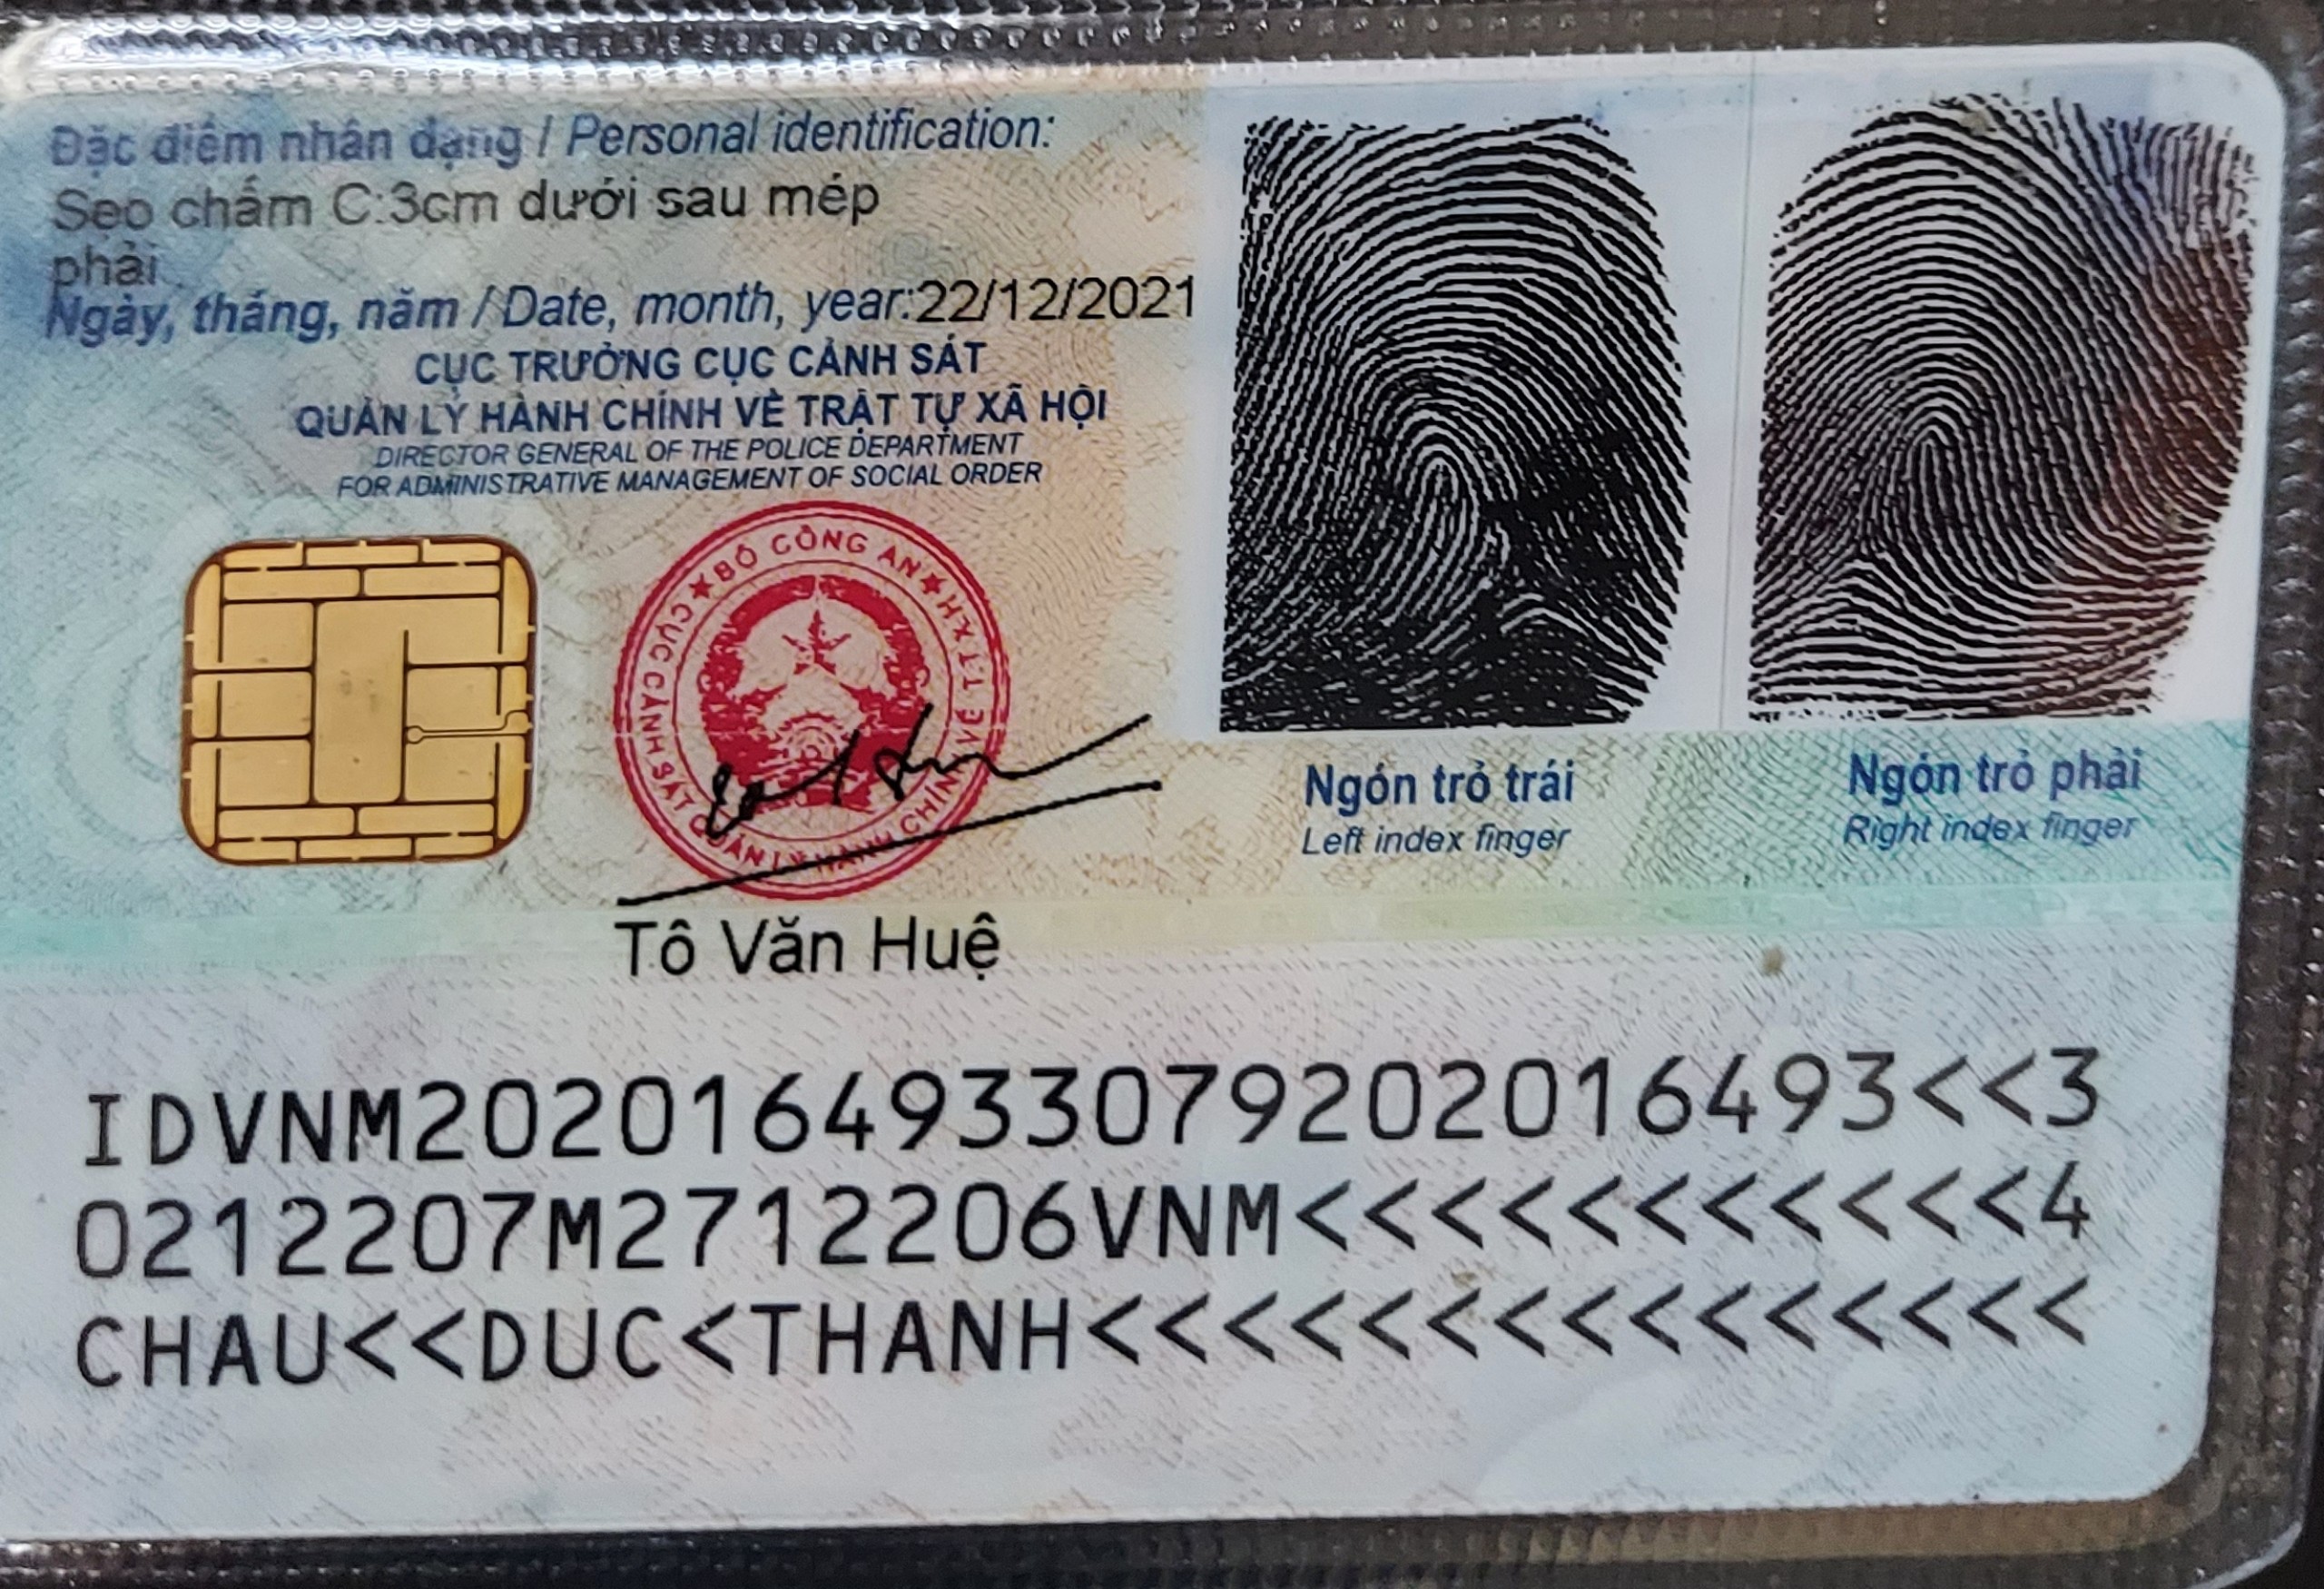 Đặc điểm nhân dạng / Personal identification:
Sẹo chấm C:3cm dưới sau mép
phải
Ngày, tháng, năm / Date, month, year:22/12/2021
CỤC TRƯỞNG CỤC CẢNH SÁT
QUẢN LÝ HÀNH CHÍNH VỀ TRẬT TỰ XÃ HỘI
DIRECTOR GENERAL OF THE POLICE DEPARTMENT
FOR ADMINISTRATIVE MANAGEMENT OF SOCIAL ORDER
★ BỘ CÔNG AN ★
CỤC CẢNH SÁT QUẢN LÝ HÀNH CHÍNH VỀ TTXH
Tô Văn Huệ
Ngón trỏ trái
Left index finger
Ngón trỏ phải
Right index finger
IDVNM2020164933079202016493<<3
0212207M2712206VNM<<<<<<<<<<<4
CHAU<<DUC<THANH<<<<<<<<<<<<<<<